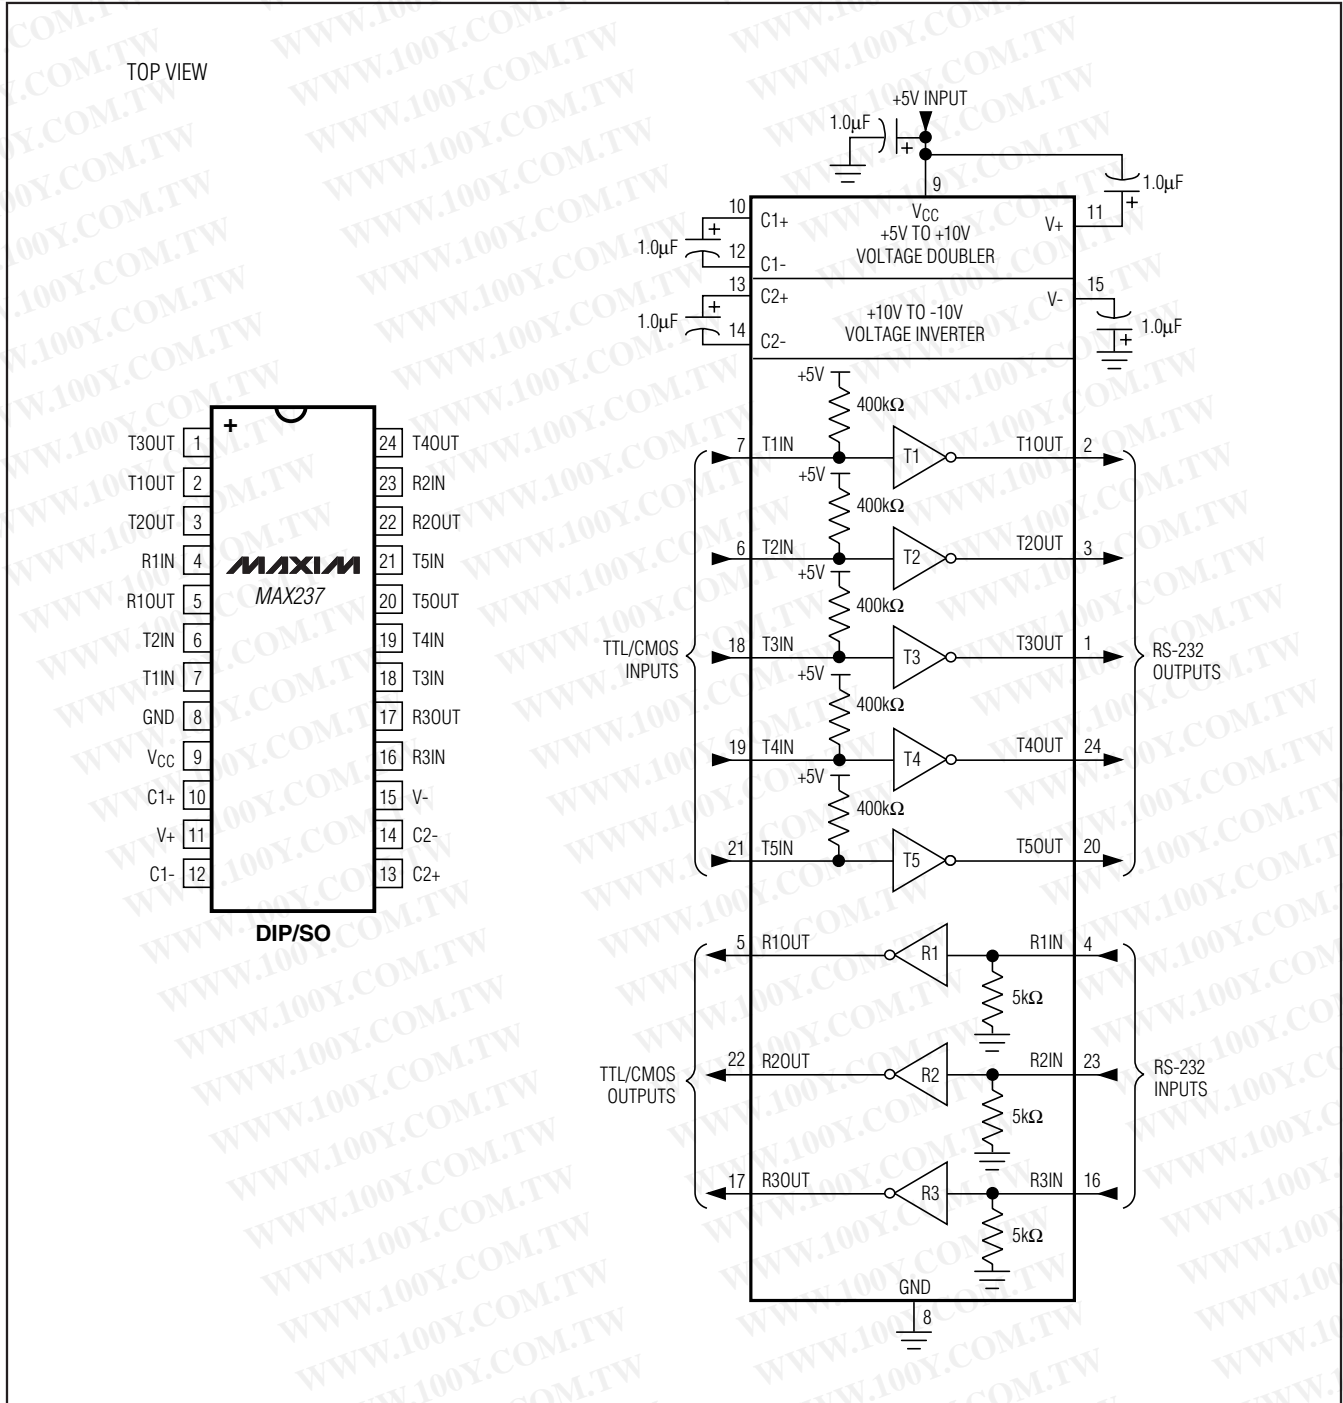 TOP VIEW
+
T3OUT 1
T1OUT 2
T2OUT 3
R1IN 4
R1OUT 5
T2IN 6
T1IN 7
GND 8
VCC 9
C1+ 10
V+ 11
C1- 12
24 T4OUT
23 R2IN
22 R2OUT
21 T5IN
20 T5OUT
19 T4IN
18 T3IN
17 R3OUT
16 R3IN
15 V-
14 C2-
13 C2+
MAXIM
MAX237
DIP/SO
+5V INPUT
1.0µF
+
9
1.0µF
+
10 C1+
VCC
+5V TO +10V
VOLTAGE DOUBLER
V+ 11
1.0µF
+
12 C1-
13 C2+
+10V TO -10V
VOLTAGE INVERTER
V- 15
1.0µF
+
14 C2-
1.0µF
+
+5V
400kΩ
7 T1IN T1 T1OUT 2
+5V
400kΩ
6 T2IN T2 T2OUT 3
+5V
400kΩ
18 T3IN T3 T3OUT 1
TTL/CMOS
INPUTS
RS-232
OUTPUTS
+5V
400kΩ
19 T4IN T4 T4OUT 24
+5V
400kΩ
21 T5IN T5 T5OUT 20
5 R1OUT R1 R1IN 4
5kΩ
22 R2OUT R2 R2IN 23
TTL/CMOS
OUTPUTS
RS-232
INPUTS
5kΩ
17 R3OUT R3 R3IN 16
5kΩ
GND
8
WWW.100Y.COM.TW